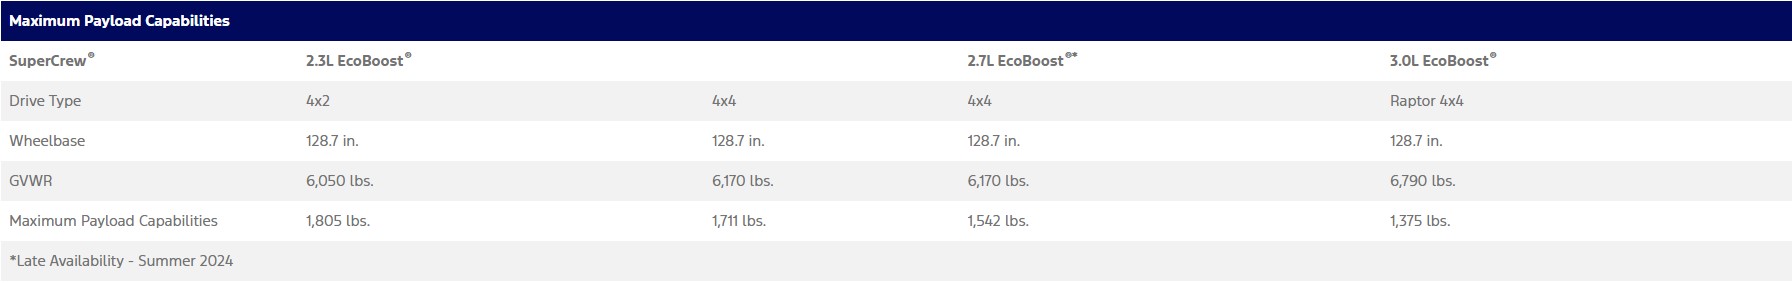 Maximum Payload Capabilities
SuperCrew® 2.3L EcoBoost® 2.7L EcoBoost®* 3.0L EcoBoost®
Drive Type 4x2 4x4 4x4 Raptor 4x4
Wheelbase 128.7 in. 128.7 in. 128.7 in. 128.7 in.
GVWR 6,050 lbs. 6,170 lbs. 6,170 lbs. 6,790 lbs.
Maximum Payload Capabilities 1,805 lbs. 1,711 lbs. 1,542 lbs. 1,375 lbs.
*Late Availability - Summer 2024